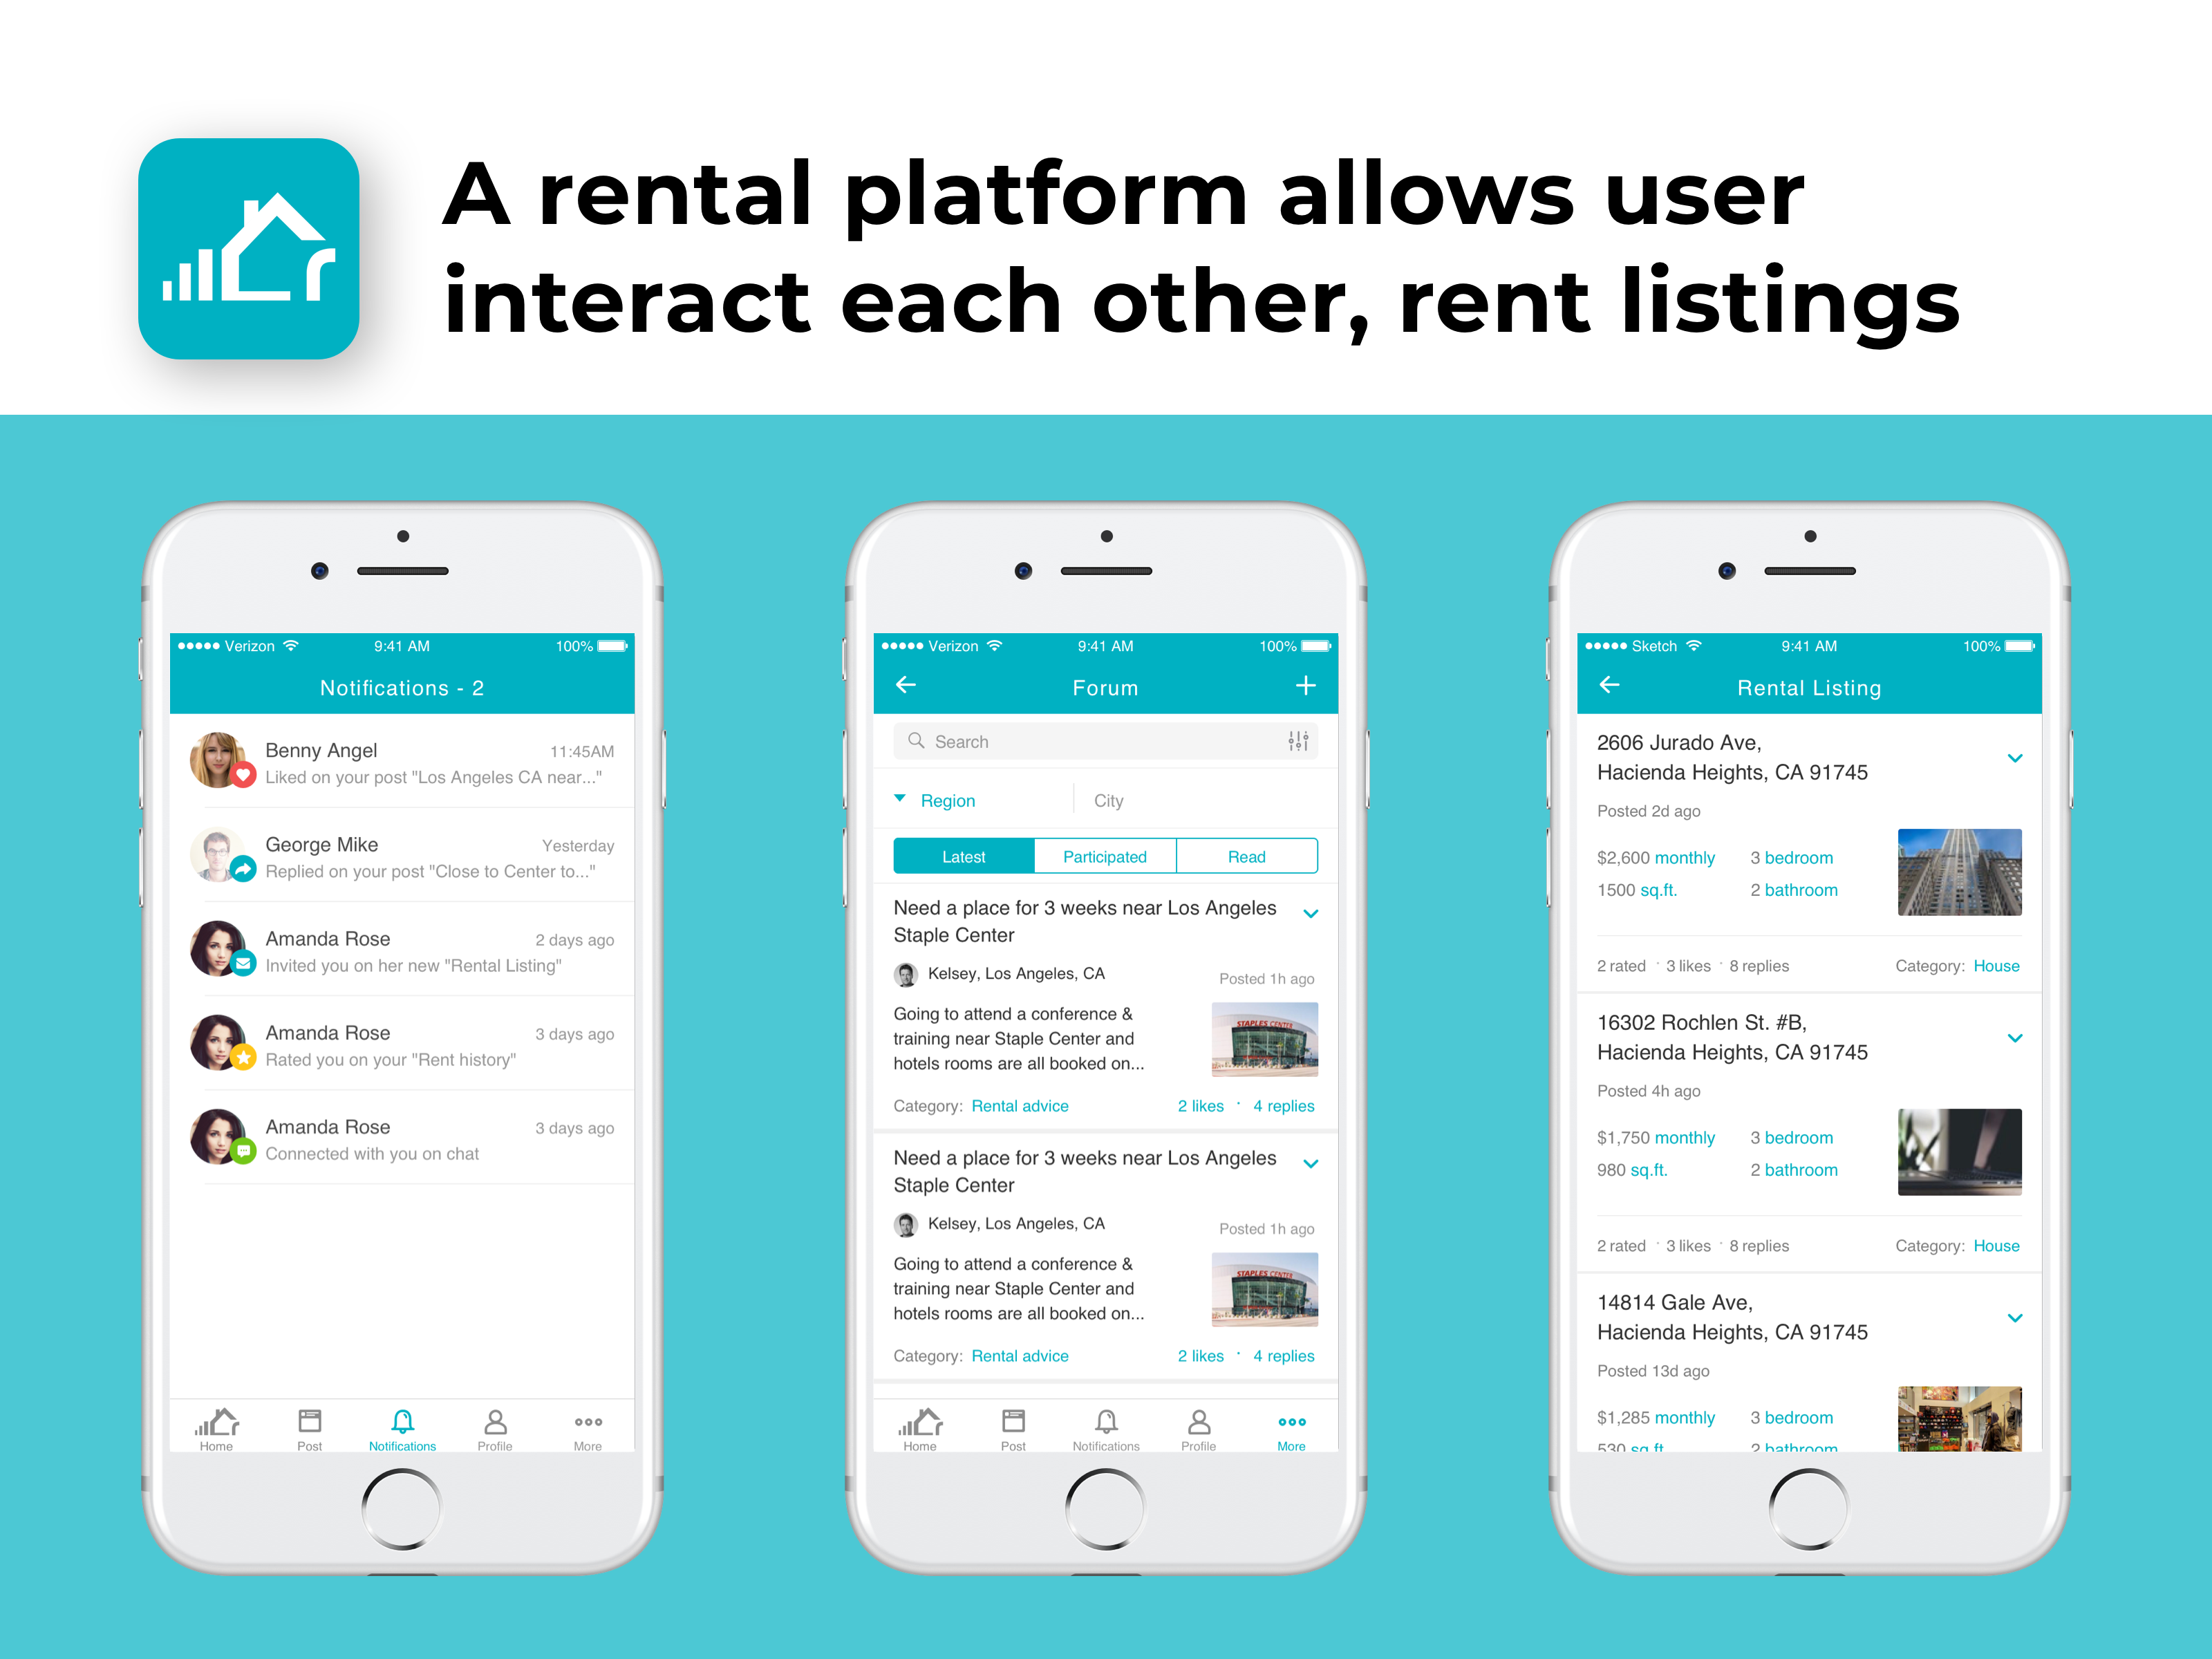 A rental platform allows user
interact each other, rent listings
Verizon 9:41 AM 100%
Notifications - 2
Benny Angel 11:45AM
Liked on your post "Los Angeles CA near..."
George Mike Yesterday
Replied on your post "Close to Center to..."
Amanda Rose 2 days ago
Invited you on her new "Rental Listing"
Amanda Rose 3 days ago
Rated you on your "Rent history"
Amanda Rose 3 days ago
Connected with you on chat
Home Post Notifications Profile More
Verizon 9:41 AM 100%
Forum
Search
Region City
Latest Participated Read
Need a place for 3 weeks near Los Angeles
Staple Center
Kelsey, Los Angeles, CA Posted 1h ago
Going to attend a conference &
training near Staple Center and
hotels rooms are all booked on...
STAPLES CENTER
Category: Rental advice 2 likes · 4 replies
Need a place for 3 weeks near Los Angeles
Staple Center
Kelsey, Los Angeles, CA Posted 1h ago
Going to attend a conference &
training near Staple Center and
hotels rooms are all booked on...
STAPLES CENTER
Category: Rental advice 2 likes · 4 replies
Home Post Notifications Profile More
Sketch 9:41 AM 100%
Rental Listing
2606 Jurado Ave,
Hacienda Heights, CA 91745
Posted 2d ago
$2,600 monthly 3 bedroom
1500 sq.ft. 2 bathroom
2 rated · 3 likes · 8 replies Category: House
16302 Rochlen St. #B,
Hacienda Heights, CA 91745
Posted 4h ago
$1,750 monthly 3 bedroom
980 sq.ft. 2 bathroom
2 rated · 3 likes · 8 replies Category: House
14814 Gale Ave,
Hacienda Heights, CA 91745
Posted 13d ago
$1,285 monthly 3 bedroom
530 sq.ft. 2 bathroom